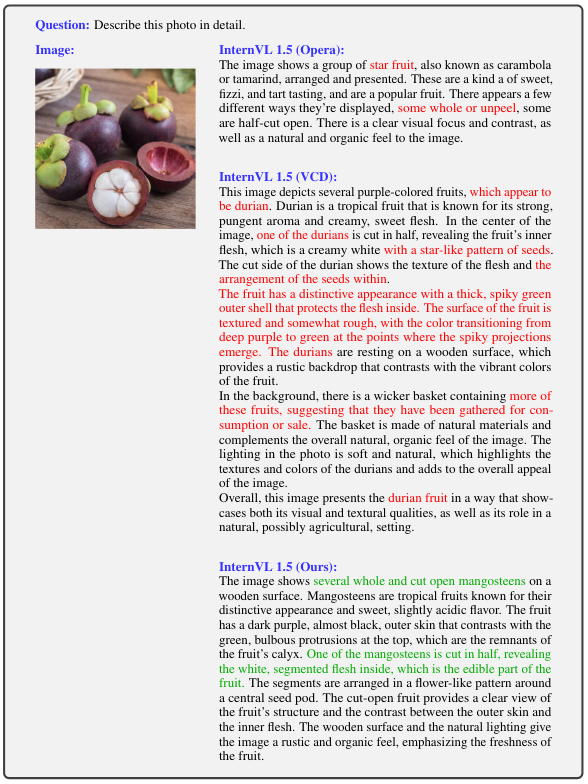 Question: Describe this photo in detail.
Image:
InternVL 1.5 (Opera):
The image shows a group of star fruit, also known as carambola
or tamarind, arranged and presented. These are a kind a of sweet,
fizzi, and tart tasting, and are a popular fruit. There appears a few
different ways they're displayed, some whole or unpeel, some
are half-cut open. There is a clear visual focus and contrast, as
well as a natural and organic feel to the image.
InternVL 1.5 (VCD):
This image depicts several purple-colored fruits, which appear to
be durian. Durian is a tropical fruit that is known for its strong,
pungent aroma and creamy, sweet flesh. In the center of the
image, one of the durians is cut in half, revealing the fruit's inner
flesh, which is a creamy white with a star-like pattern of seeds.
The cut side of the durian shows the texture of the flesh and the
arrangement of the seeds within.
The fruit has a distinctive appearance with a thick, spiky green
outer shell that protects the flesh inside. The surface of the fruit is
textured and somewhat rough, with the color transitioning from
deep purple to green at the points where the spiky projections
emerge. The durians are resting on a wooden surface, which
provides a rustic backdrop that contrasts with the vibrant colors
of the fruit.
In the background, there is a wicker basket containing more of
these fruits, suggesting that they have been gathered for con-
sumption or sale. The basket is made of natural materials and
complements the overall natural, organic feel of the image. The
lighting in the photo is soft and natural, which highlights the
textures and colors of the durians and adds to the overall appeal
of the image.
Overall, this image presents the durian fruit in a way that show-
cases both its visual and textural qualities, as well as its role in a
natural, possibly agricultural, setting.
InternVL 1.5 (Ours):
The image shows several whole and cut open mangosteens on a
wooden surface. Mangosteens are tropical fruits known for their
distinctive appearance and sweet, slightly acidic flavor. The fruit
has a dark purple, almost black, outer skin that contrasts with the
green, bulbous protrusions at the top, which are the remnants of
the fruit's calyx. One of the mangosteens is cut in half, revealing
the white, segmented flesh inside, which is the edible part of the
fruit. The segments are arranged in a flower-like pattern around
a central seed pod. The cut-open fruit provides a clear view of
the fruit's structure and the contrast between the outer skin and
the inner flesh. The wooden surface and the natural lighting give
the image a rustic and organic feel, emphasizing the freshness of
the fruit.